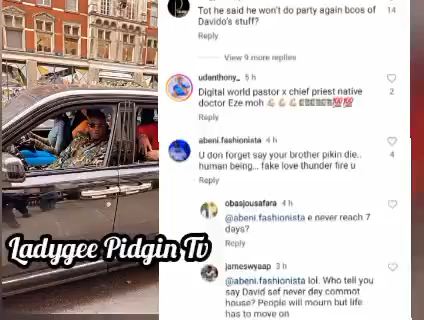 Tot he said he won't do party again bcos of
Davido's stuff?
14
Reply
View 9 more replies
udenthony_ 5 h
Digital world pastor x chief priest native
doctor Eze moh
2
Reply
abeni.fashionista 4 h
U don forget say your brother pikin die..
human being... fake love thunder fire u
4
Reply
obasjousafara 4 h
@abeni.fashionista e never reach 7
days?
Reply
jameswyaap 3 h
@abeni.fashionista lol. Who tell you
say David sef never dey commot
house? People will mourn but life
has to move on
Ladygee Pidgin Tv